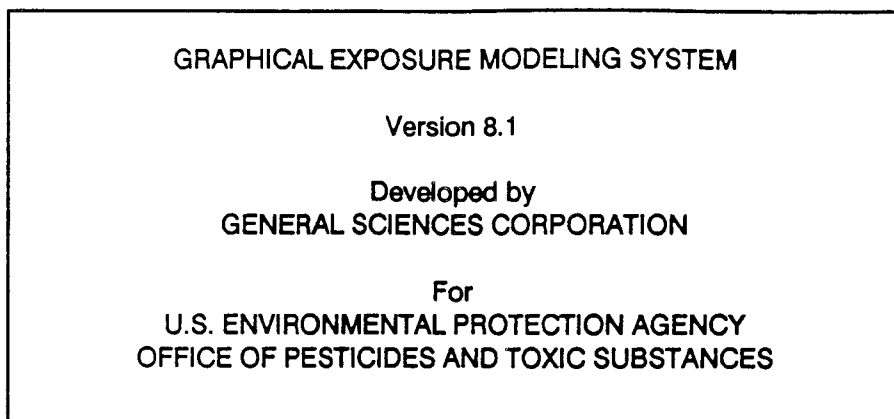 GRAPHICAL EXPOSURE MODELING SYSTEM
Version 8.1
Developed by
GENERAL SCIENCES CORPORATION
For
U.S. ENVIRONMENTAL PROTECTION AGENCY
OFFICE OF PESTICIDES AND TOXIC SUBSTANCES